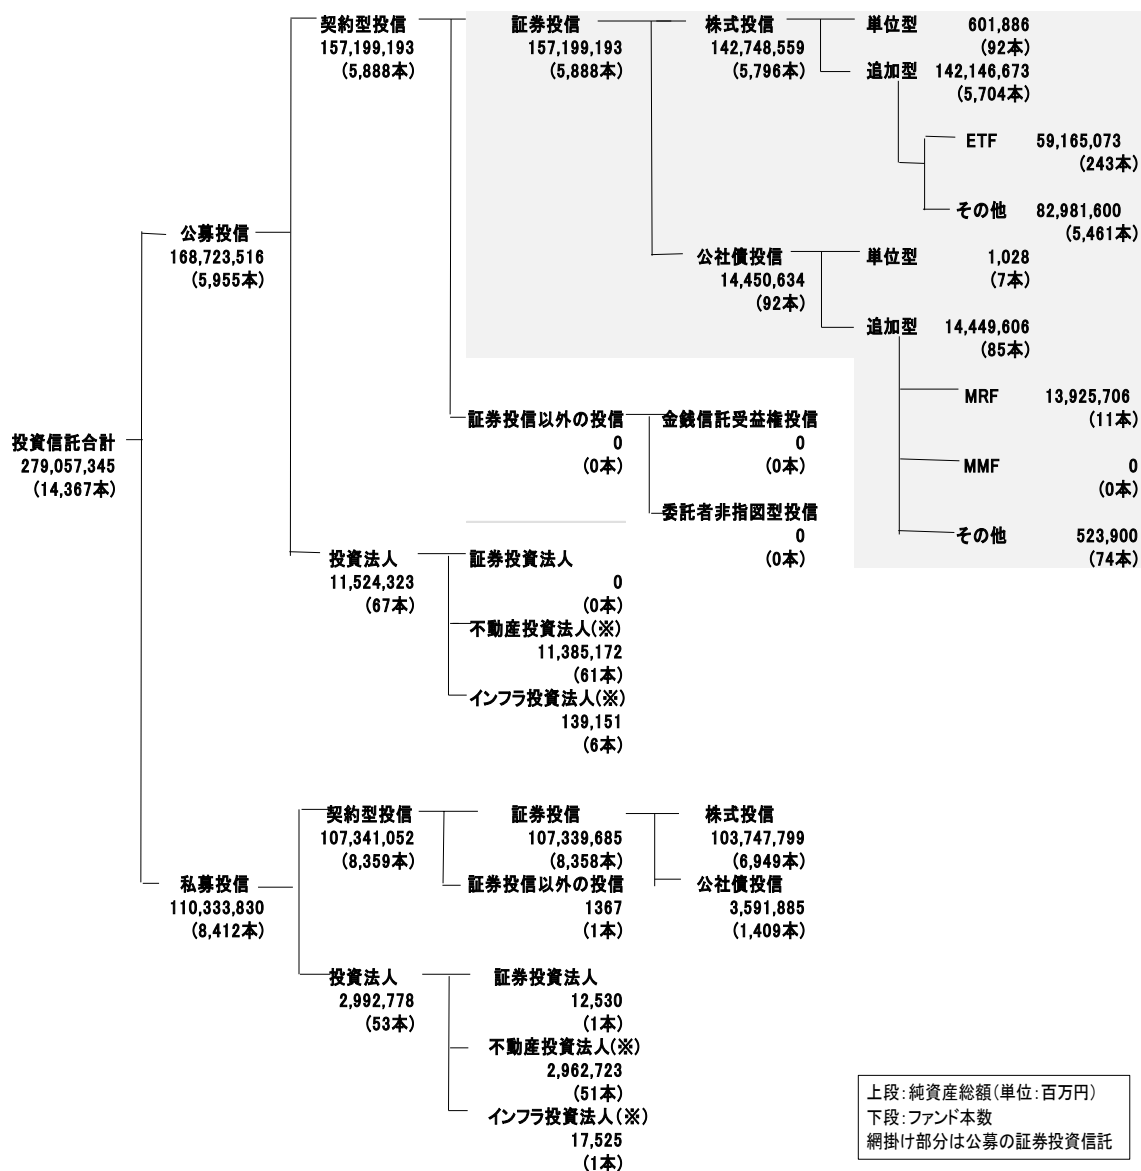 契約型投信
157,199,193
(5,888本)
証券投信
157,199,193
(5,888本)
株式投信
142,748,559
(5,796本)
単位型 601,886
(92本)
追加型 142,146,673
(5,704本)
ETF 59,165,073
(243本)
その他 82,981,600
(5,461本)
公募投信
168,723,516
(5,955本)
公社債投信
14,450,634
(92本)
単位型 1,028
(7本)
追加型 14,449,606
(85本)
MRF 13,925,706
(11本)
MMF 0
(0本)
その他 523,900
(74本)
証券投信以外の投信
0
(0本)
金銭信託受益権投信
0
(0本)
委託者非指図型投信
0
(0本)
投資信託合計
279,057,345
(14,367本)
投資法人
11,524,323
(67本)
証券投資法人
0
(0本)
不動産投資法人(※)
11,385,172
(61本)
インフラ投資法人(※)
139,151
(6本)
契約型投信
107,341,052
(8,359本)
証券投信
107,339,685
(8,358本)
株式投信
103,747,799
(6,949本)
証券投信以外の投信
1367
(1本)
公社債投信
3,591,885
(1,409本)
私募投信
110,333,830
(8,412本)
投資法人
2,992,778
(53本)
証券投資法人
12,530
(1本)
不動産投資法人(※)
2,962,723
(51本)
インフラ投資法人(※)
17,525
(1本)
上段:純資産総額(単位:百万円)
下段:ファンド本数
網掛け部分は公募の証券投資信託